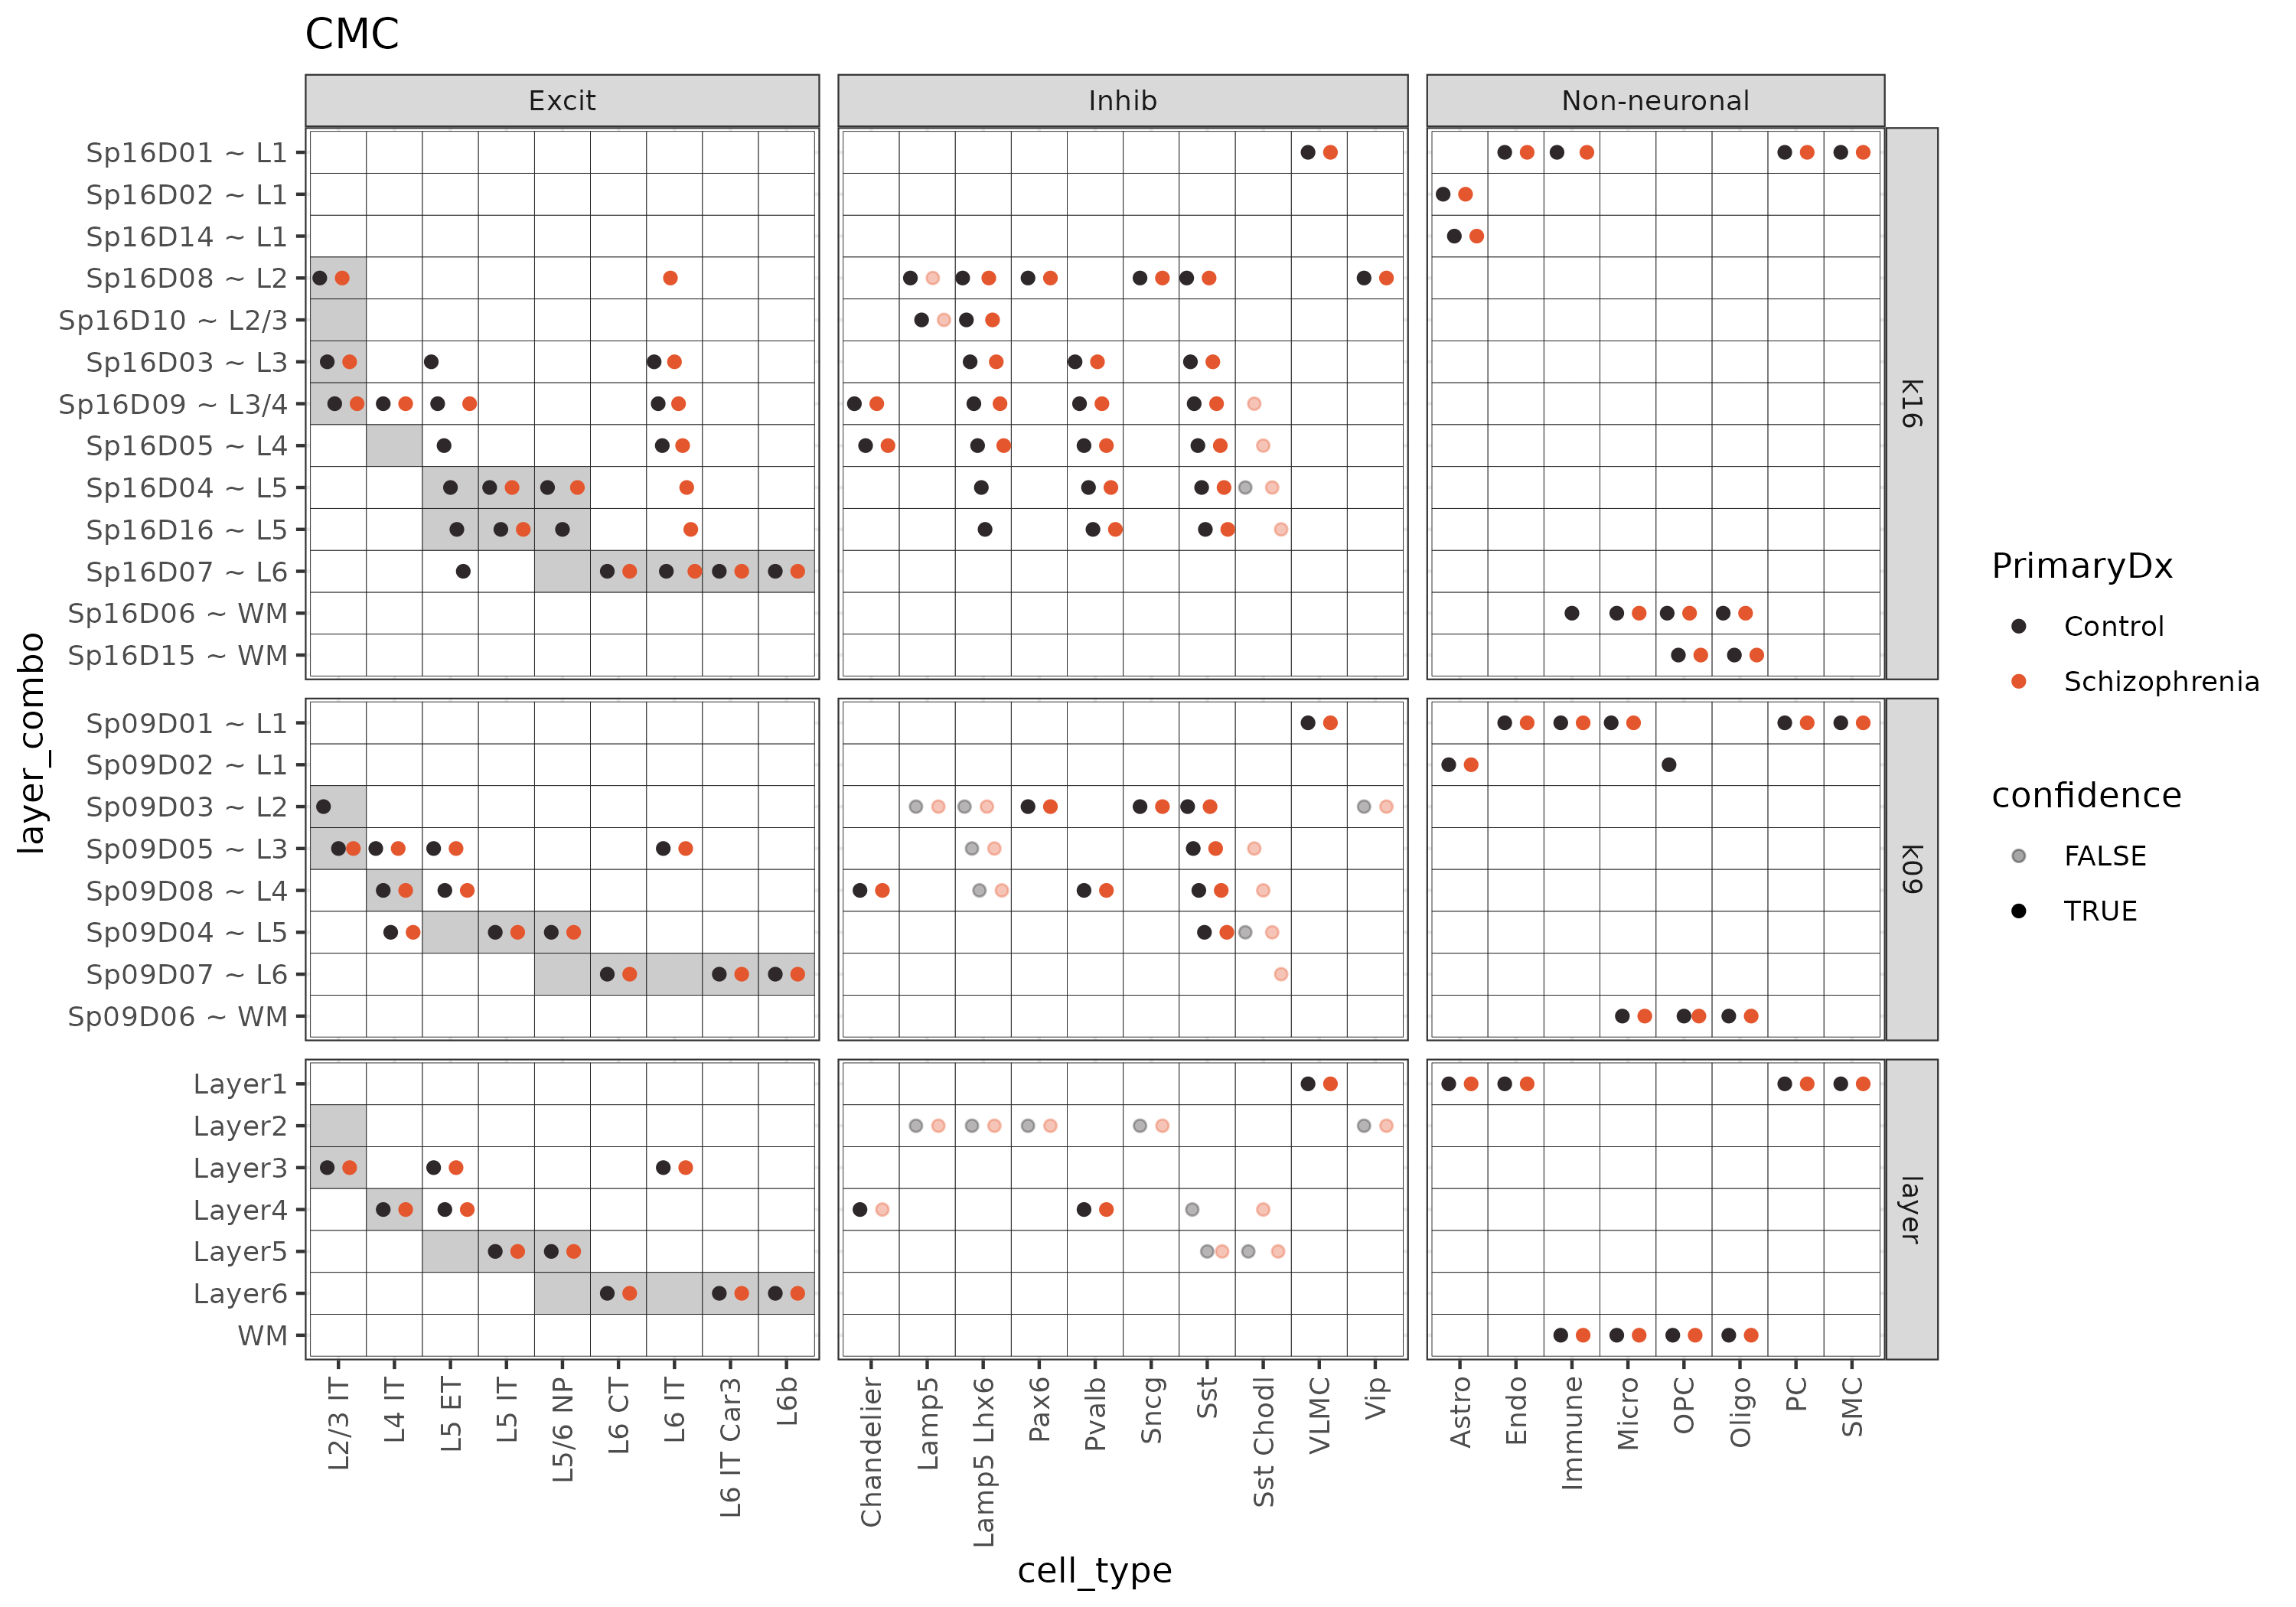 CMC
Excit
Inhib
Non-neuronal
Sp16D01 ~ L1
Sp16D02 ~ L1
Sp16D14 ~ L1
Sp16D08 ~ L2
Sp16D10 ~ L2/3
Sp16D03 ~ L3
Sp16D09 ~ L3/4
Sp16D05 ~ L4
Sp16D04 ~ L5
Sp16D16 ~ L5
Sp16D07 ~ L6
Sp16D06 ~ WM
Sp16D15 ~ WM
k16
Sp09D01 ~ L1
Sp09D02 ~ L1
Sp09D03 ~ L2
Sp09D05 ~ L3
Sp09D08 ~ L4
Sp09D04 ~ L5
Sp09D07 ~ L6
Sp09D06 ~ WM
k09
Layer1
Layer2
Layer3
Layer4
Layer5
Layer6
WM
layer
layer_combo
L2/3 IT
L4 IT
L5 ET
L5 IT
L5/6 NP
L6 CT
L6 IT
L6 IT Car3
L6b
Chandelier
Lamp5
Lamp5 Lhx6
Pax6
Pvalb
Sncg
Sst
Sst Chodl
VLMC
Vip
Astro
Endo
Immune
Micro
OPC
Oligo
PC
SMC
cell_type
PrimaryDx
Control
Schizophrenia
confidence
FALSE
TRUE